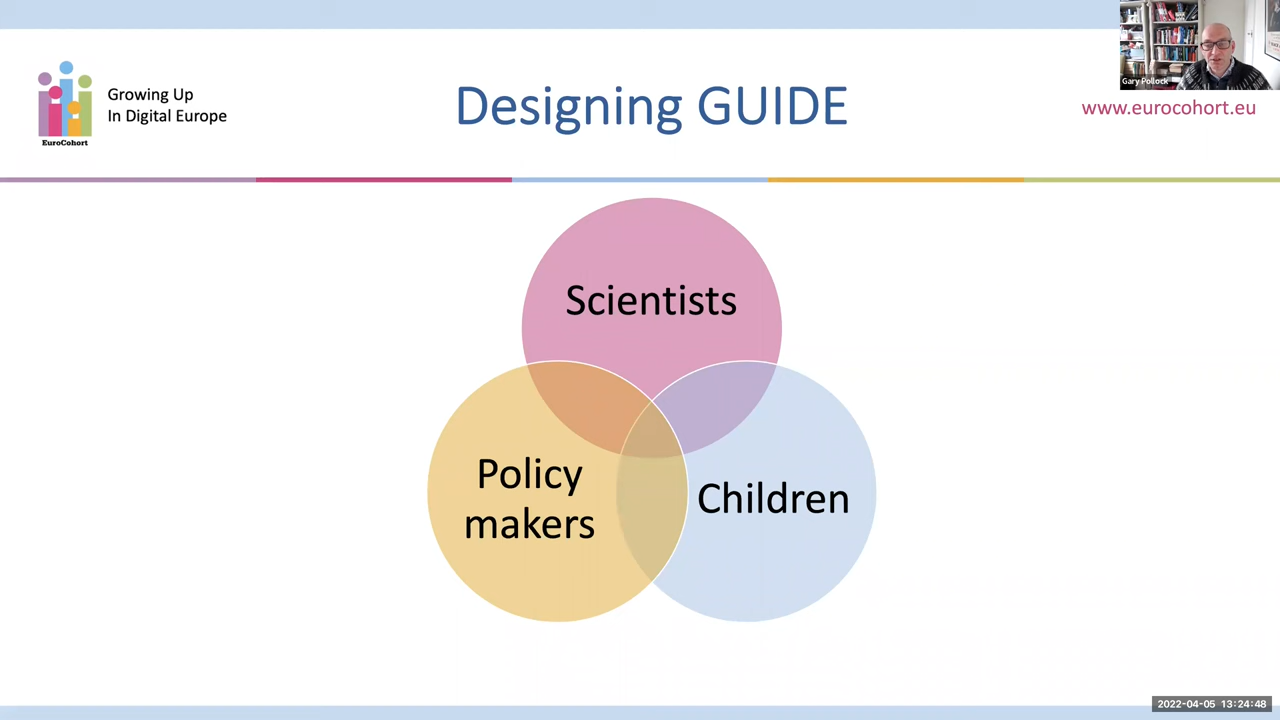 Growing Up
In Digital Europe
EuroCohort
Designing GUIDE
Gary Pollock
www.eurocohort.eu
Scientists
Policy
makers
Children
2022-04-05 13:24:48